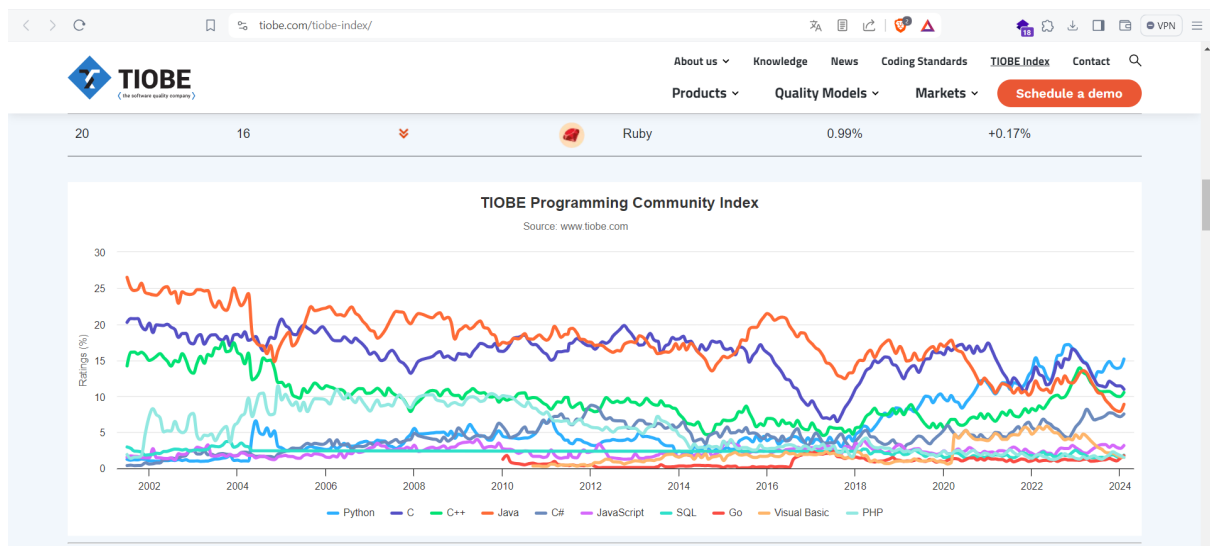 tiobe.com/tiobe-index/
18
2
VPN
TIOBE
(the software quality company)
About us Knowledge News Coding Standards TIOBE Index Contact
Products Quality Models Markets Schedule a demo
20 16 Ruby 0.99% +0.17%
TIOBE Programming Community Index
Source: www.tiobe.com
Ratings (%)
30
25
20
15
10
5
0
2002 2004 2006 2008 2010 2012 2014 2016 2018 2020 2022 2024
Python C C++ Java C# JavaScript SQL Go Visual Basic PHP